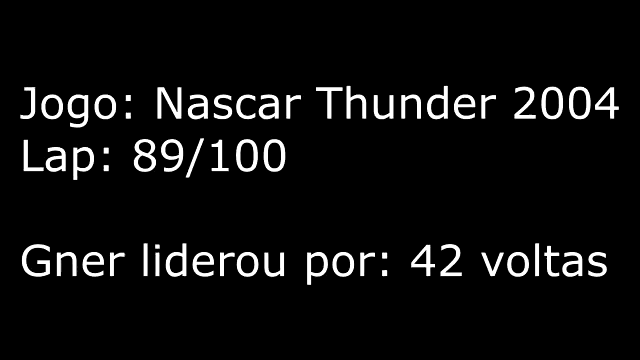 Jogo: Nascar Thunder 2004
Lap: 89/100
Gner liderou por: 42 voltas